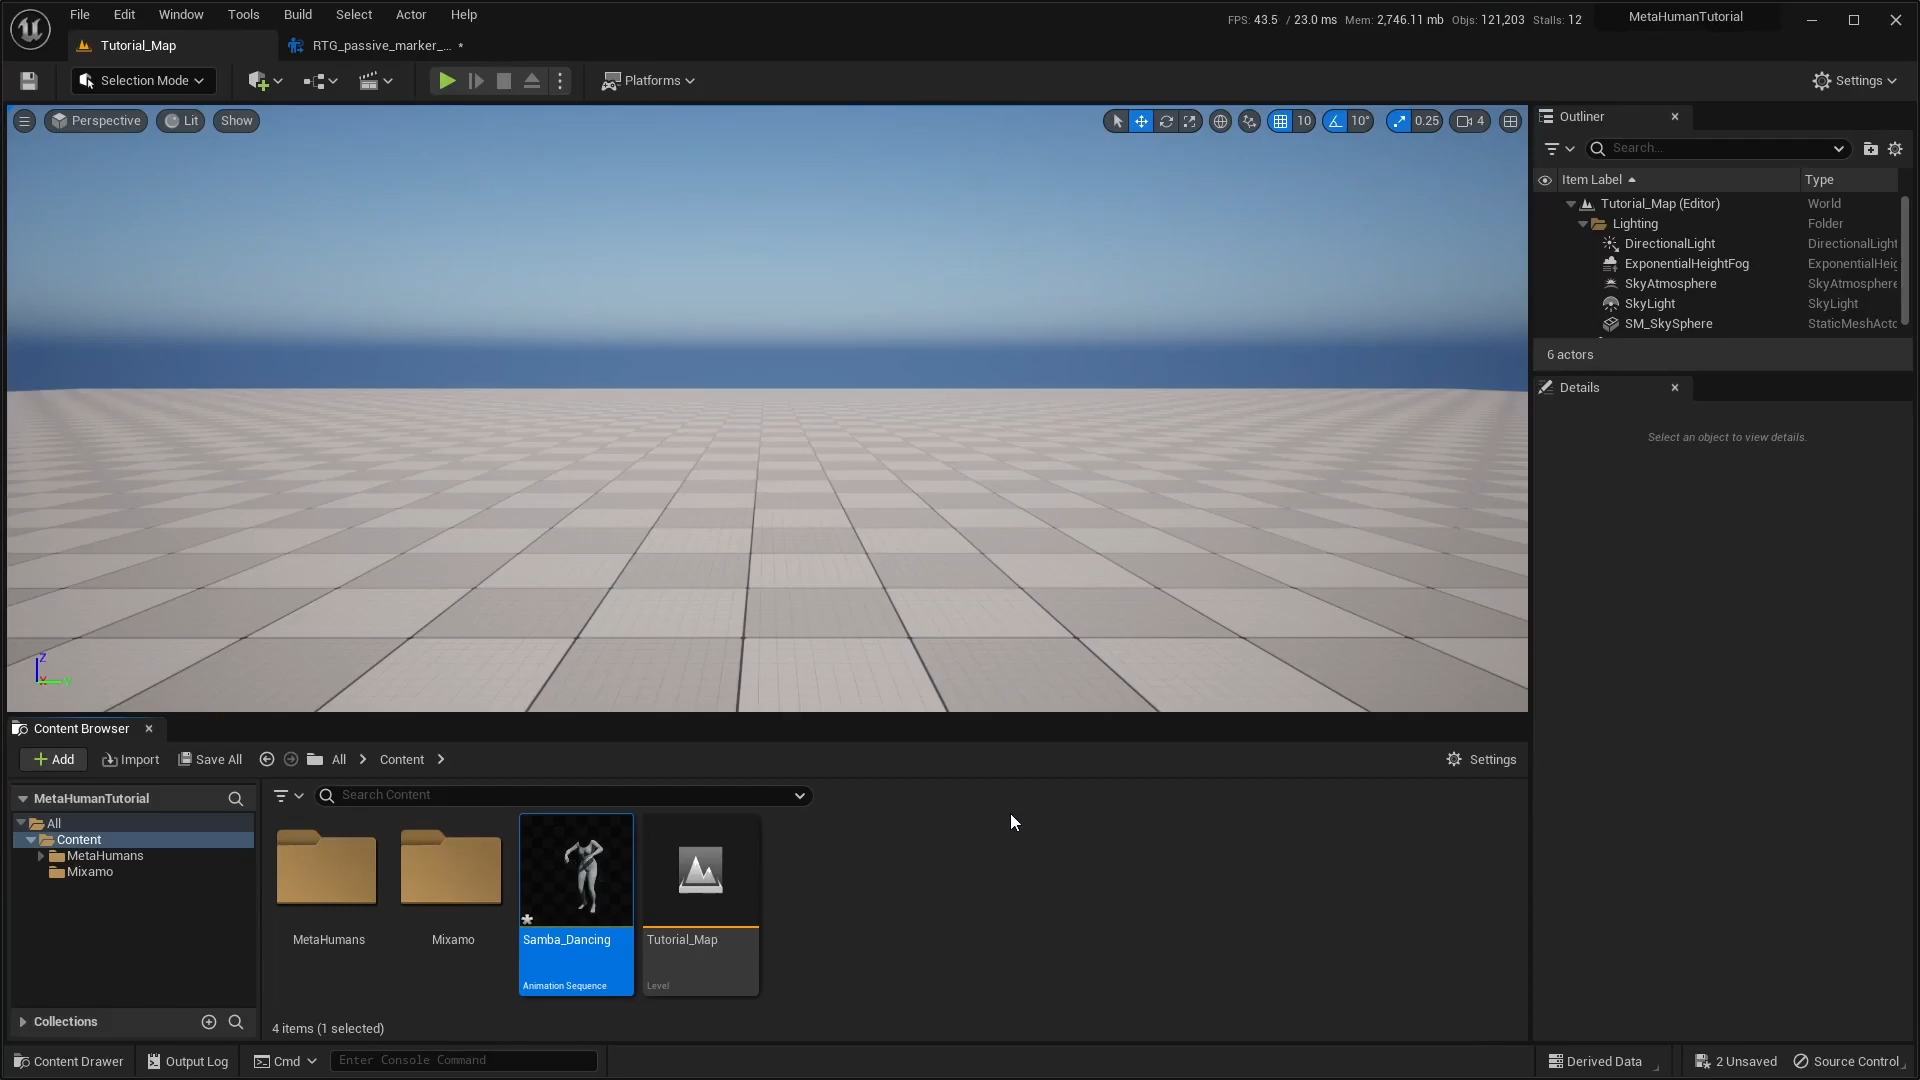 File Edit Window Tools Build Select Actor Help
FPS: 43.5 / 23.0 ms Mem: 2,746.11 mb Objs: 121,203 Stalls: 12
MetaHumanTutorial
Tutorial_Map
RTG_passive_marker_... *
Selection Mode
Platforms
Settings
Perspective Lit Show
10 10° 0.25 4
Outliner
Search...
Item Label Type
Tutorial_Map (Editor) World
Lighting Folder
DirectionalLight DirectionalLight
ExponentialHeightFog ExponentialHeig
SkyAtmosphere SkyAtmosphere
SkyLight SkyLight
SM_SkySphere StaticMeshActo
6 actors
Details
Select an object to view details.
Z
X Y
Content Browser
Add Import Save All All Content Settings
MetaHumanTutorial
Search Content
All
Content
MetaHumans
Mixamo
MetaHumans
Mixamo
Samba_Dancing
Animation Sequence
Tutorial_Map
Level
Collections
4 items (1 selected)
Content Drawer Output Log Cmd Enter Console Command
Derived Data 2 Unsaved Source Control